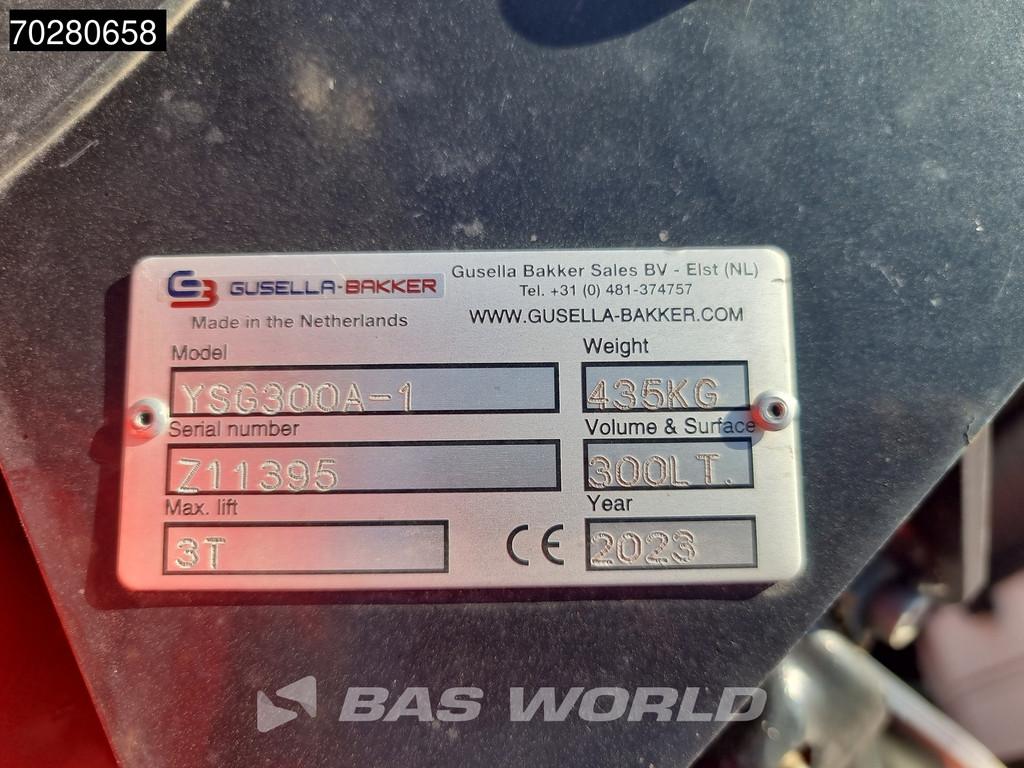 70280658
GUSELLA-BAKKER
Made in the Netherlands
Gusella Bakker Sales BV - Elst (NL)
Tel. +31 (0) 481-374757
WWW.GUSELLA-BAKKER.COM
Model
YSG300A-1
Weight
435KG
Serial number
Z11395
Volume & Surface
300LT.
Max. lift
3T
CE
Year
2023
BAS WORLD